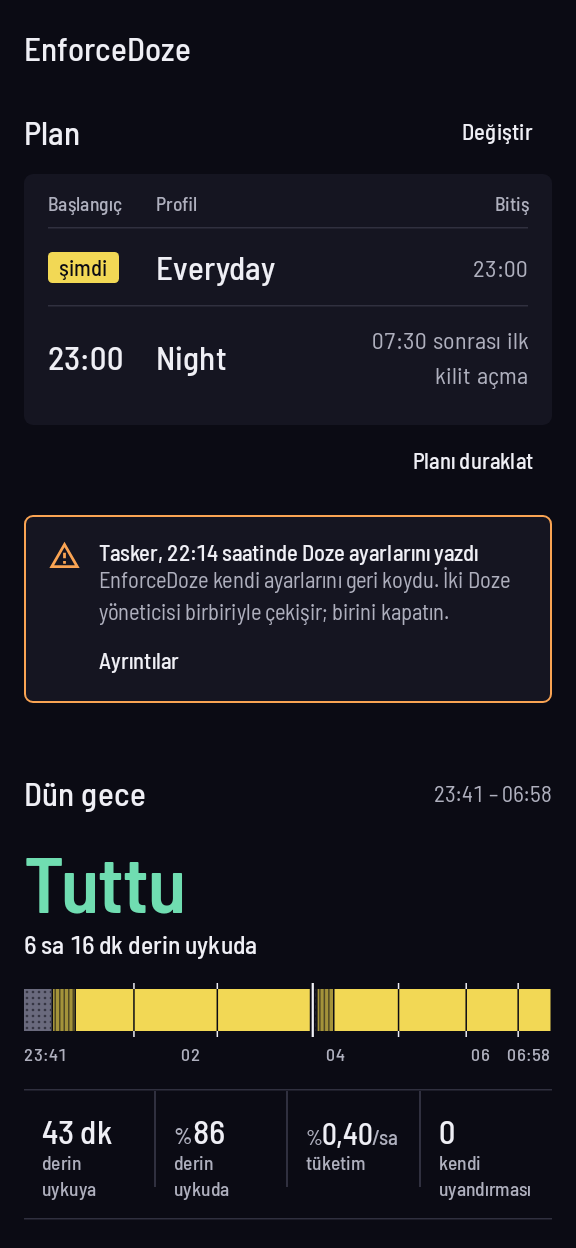 EnforceDoze
Plan
Değiştir
Başlangıç Profil Bitiş
şimdi Everyday 23:00
23:00 Night 07:30 sonrası ilk
kilit açma
Planı duraklat
Tasker, 22:14 saatinde Doze ayarlarını yazdı
EnforceDoze kendi ayarlarını geri koydu. İki Doze
yöneticisi birbiriyle çekişir; birini kapatın.
Ayrıntılar
Dün gece 23:41 – 06:58
Tuttu
6 sa 16 dk derin uykuda
23:41 02 04 06 06:58
43 dk %86 %0,40/sa 0
derin derin tüketim kendi
uykuya uykuda uyandırması